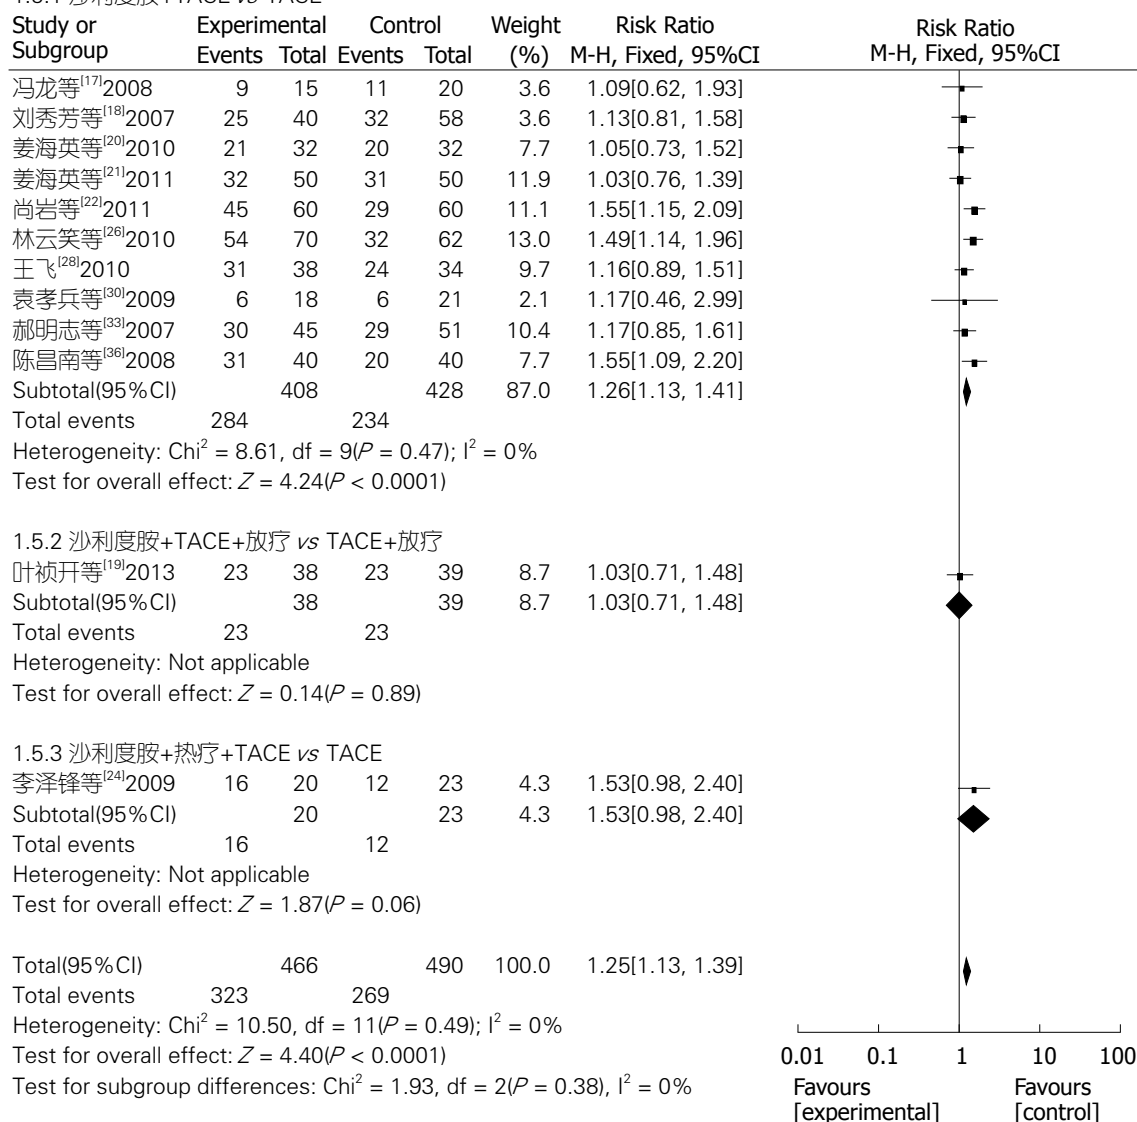 1.5.1 沙利度胺+TACE vs TACE
Study or Subgroup Experimental Control Weight Risk Ratio Risk Ratio
Events Total Events Total (%) M-H, Fixed, 95%CI M-H, Fixed, 95%CI
冯龙等[17]2008 9 15 11 20 3.6 1.09[0.62, 1.93]
刘秀芳等[18]2007 25 40 32 58 3.6 1.13[0.81, 1.58]
姜海英等[20]2010 21 32 20 32 7.7 1.05[0.73, 1.52]
姜海英等[21]2011 32 50 31 50 11.9 1.03[0.76, 1.39]
尚岩等[22]2011 45 60 29 60 11.1 1.55[1.15, 2.09]
林云笑等[26]2010 54 70 32 62 13.0 1.49[1.14, 1.96]
王飞[28]2010 31 38 24 34 9.7 1.16[0.89, 1.51]
袁孝兵等[30]2009 6 18 6 21 2.1 1.17[0.46, 2.99]
郝明志等[33]2007 30 45 29 51 10.4 1.17[0.85, 1.61]
陈昌南等[36]2008 31 40 20 40 7.7 1.55[1.09, 2.20]
Subtotal(95%CI) 408 428 87.0 1.26[1.13, 1.41]
Total events 284 234
Heterogeneity: Chi² = 8.61, df = 9(P = 0.47); I² = 0%
Test for overall effect: Z = 4.24(P < 0.0001)
1.5.2 沙利度胺+TACE+放疗 vs TACE+放疗
叶祯开等[19]2013 23 38 23 39 8.7 1.03[0.71, 1.48]
Subtotal(95%CI) 38 39 8.7 1.03[0.71, 1.48]
Total events 23 23
Heterogeneity: Not applicable
Test for overall effect: Z = 0.14(P = 0.89)
1.5.3 沙利度胺+热疗+TACE vs TACE
李泽锋等[24]2009 16 20 12 23 4.3 1.53[0.98, 2.40]
Subtotal(95%CI) 20 23 4.3 1.53[0.98, 2.40]
Total events 16 12
Heterogeneity: Not applicable
Test for overall effect: Z = 1.87(P = 0.06)
Total(95%CI) 466 490 100.0 1.25[1.13, 1.39]
Total events 323 269
Heterogeneity: Chi² = 10.50, df = 11(P = 0.49); I² = 0%
Test for overall effect: Z = 4.40(P < 0.0001)
Test for subgroup differences: Chi² = 1.93, df = 2(P = 0.38), I² = 0%
0.01 0.1 1 10 100
Favours [experimental] Favours [control]